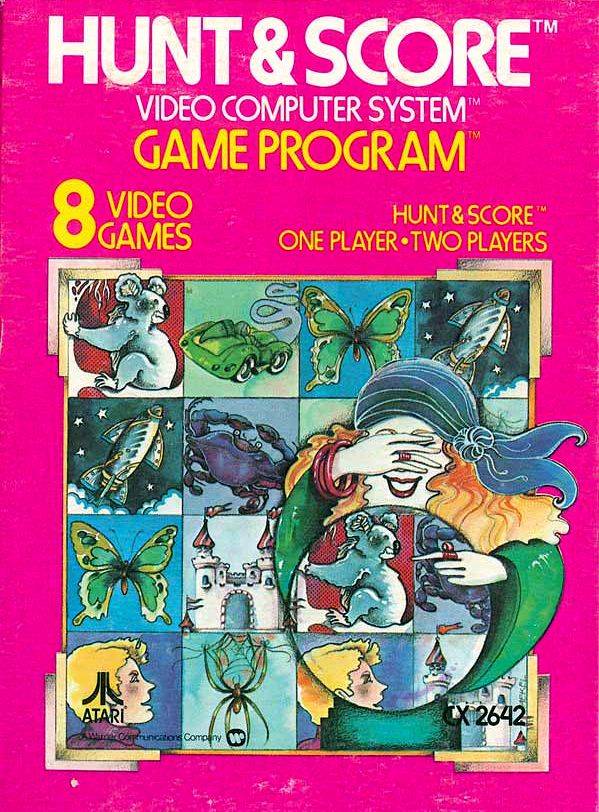 HUNT & SCORE™
VIDEO COMPUTER SYSTEM™
GAME PROGRAM™
8 VIDEO
GAMES
HUNT & SCORE™
ONE PLAYER • TWO PLAYERS
ATARI
A Warner Communications Company
CX 2642